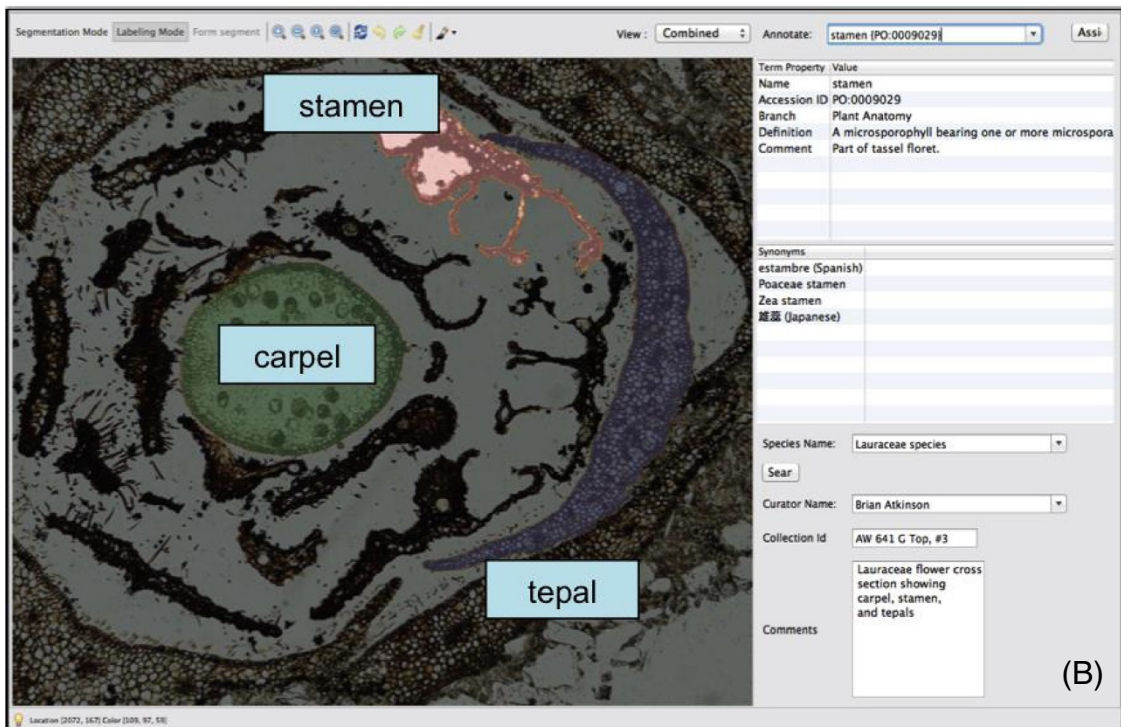 Segmentation Mode Labeling Mode Form segment View : Combined Annotate: stamen {PO:0009029} Assi
stamen
carpel
tepal
Term Property Value
Name stamen
Accession ID PO:0009029
Branch Plant Anatomy
Definition A microsporophyll bearing one or more microspora
Comment Part of tassel floret.
Synonyms
estambre (Spanish)
Poaceae stamen
Zea stamen
雄蕊 (Japanese)
Species Name: Lauraceae species
Sear
Curator Name: Brian Atkinson
Collection Id AW 641 G Top, #3
Comments
Lauraceae flower cross
section showing
carpel, stamen,
and tepals
(B)
Location [2072, 167] Color [109, 97, 59]